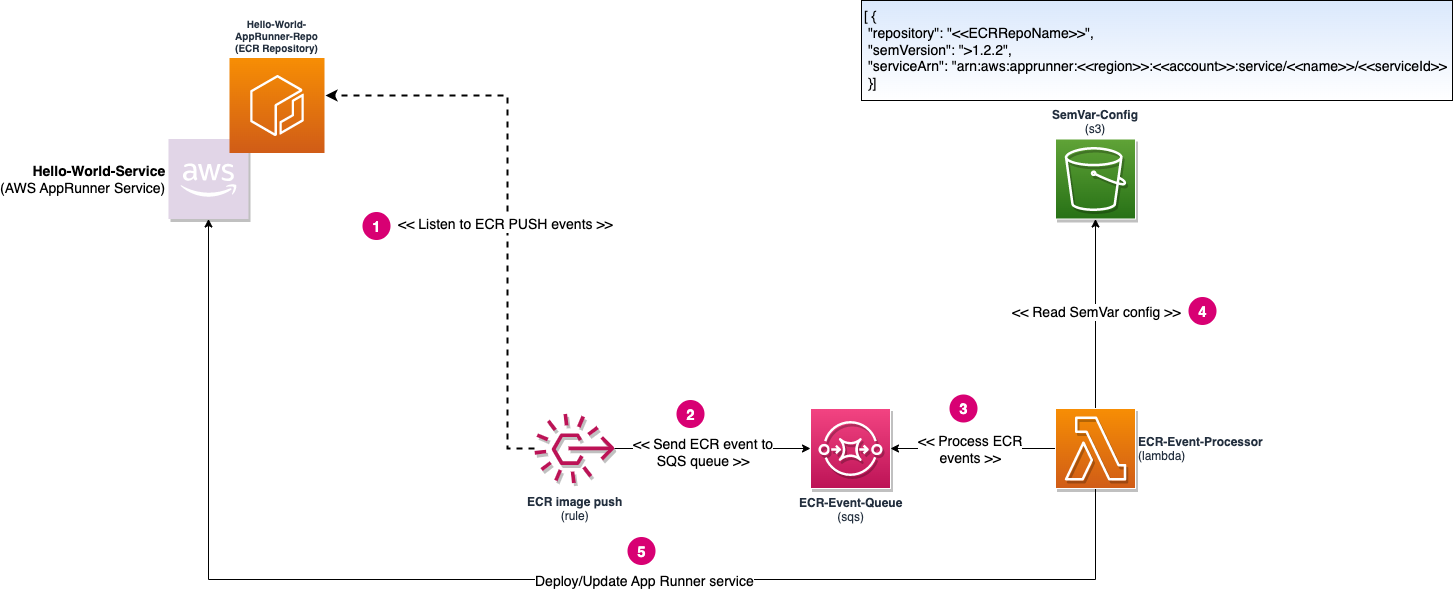 Hello-World-
AppRunner-Repo
(ECR Repository)
[ {
"repository": "<<ECRRepoName>>",
"semVersion": ">1.2.2",
"serviceArn": "arn:aws:apprunner:<<region>>:<<account>>:service/<<name>>/<<serviceId>>
}]
SemVar-Config
(s3)
Hello-World-Service
(AWS AppRunner Service)
aws
1
<< Listen to ECR PUSH events >>
<< Read SemVar config >>
4
2
<< Send ECR event to
SQS queue >>
3
<< Process ECR
events >>
ECR-Event-Processor
(lambda)
ECR image push
(rule)
ECR-Event-Queue
(sqs)
5
Deploy/Update App Runner service